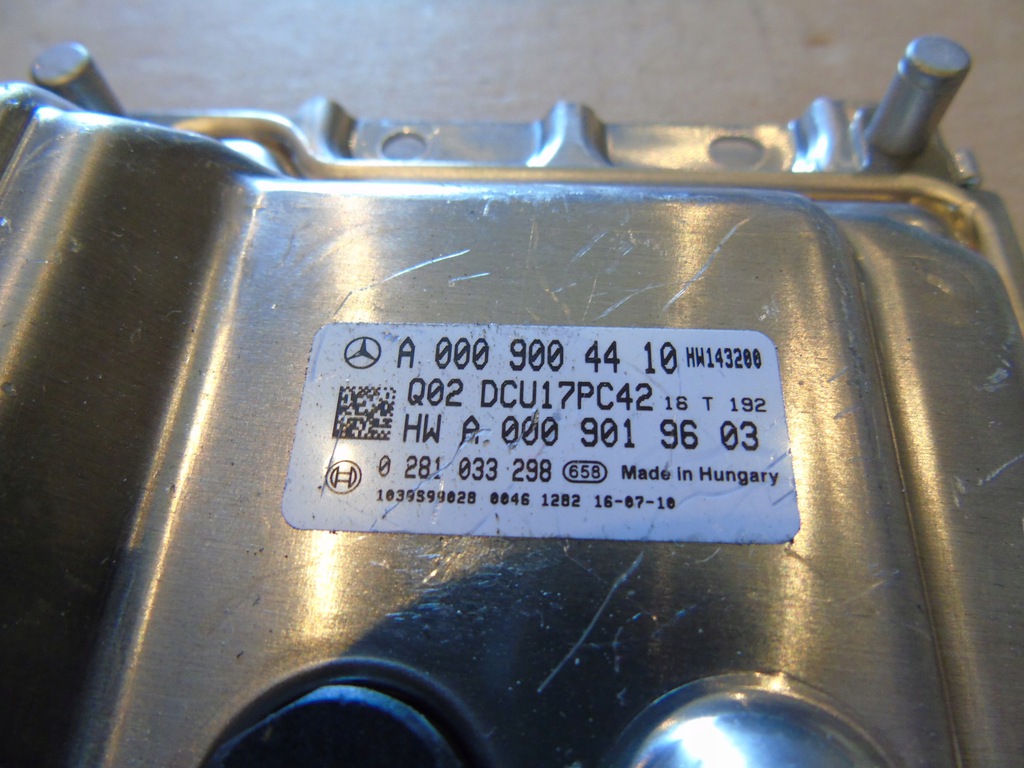 A 000 900 44 10 HW143200
Q02 DCU17PC42 16 T 192
HW A 000 901 96 03
0 281 033 298 658 Made in Hungary
1039S99028 0046 1282 16-07-10